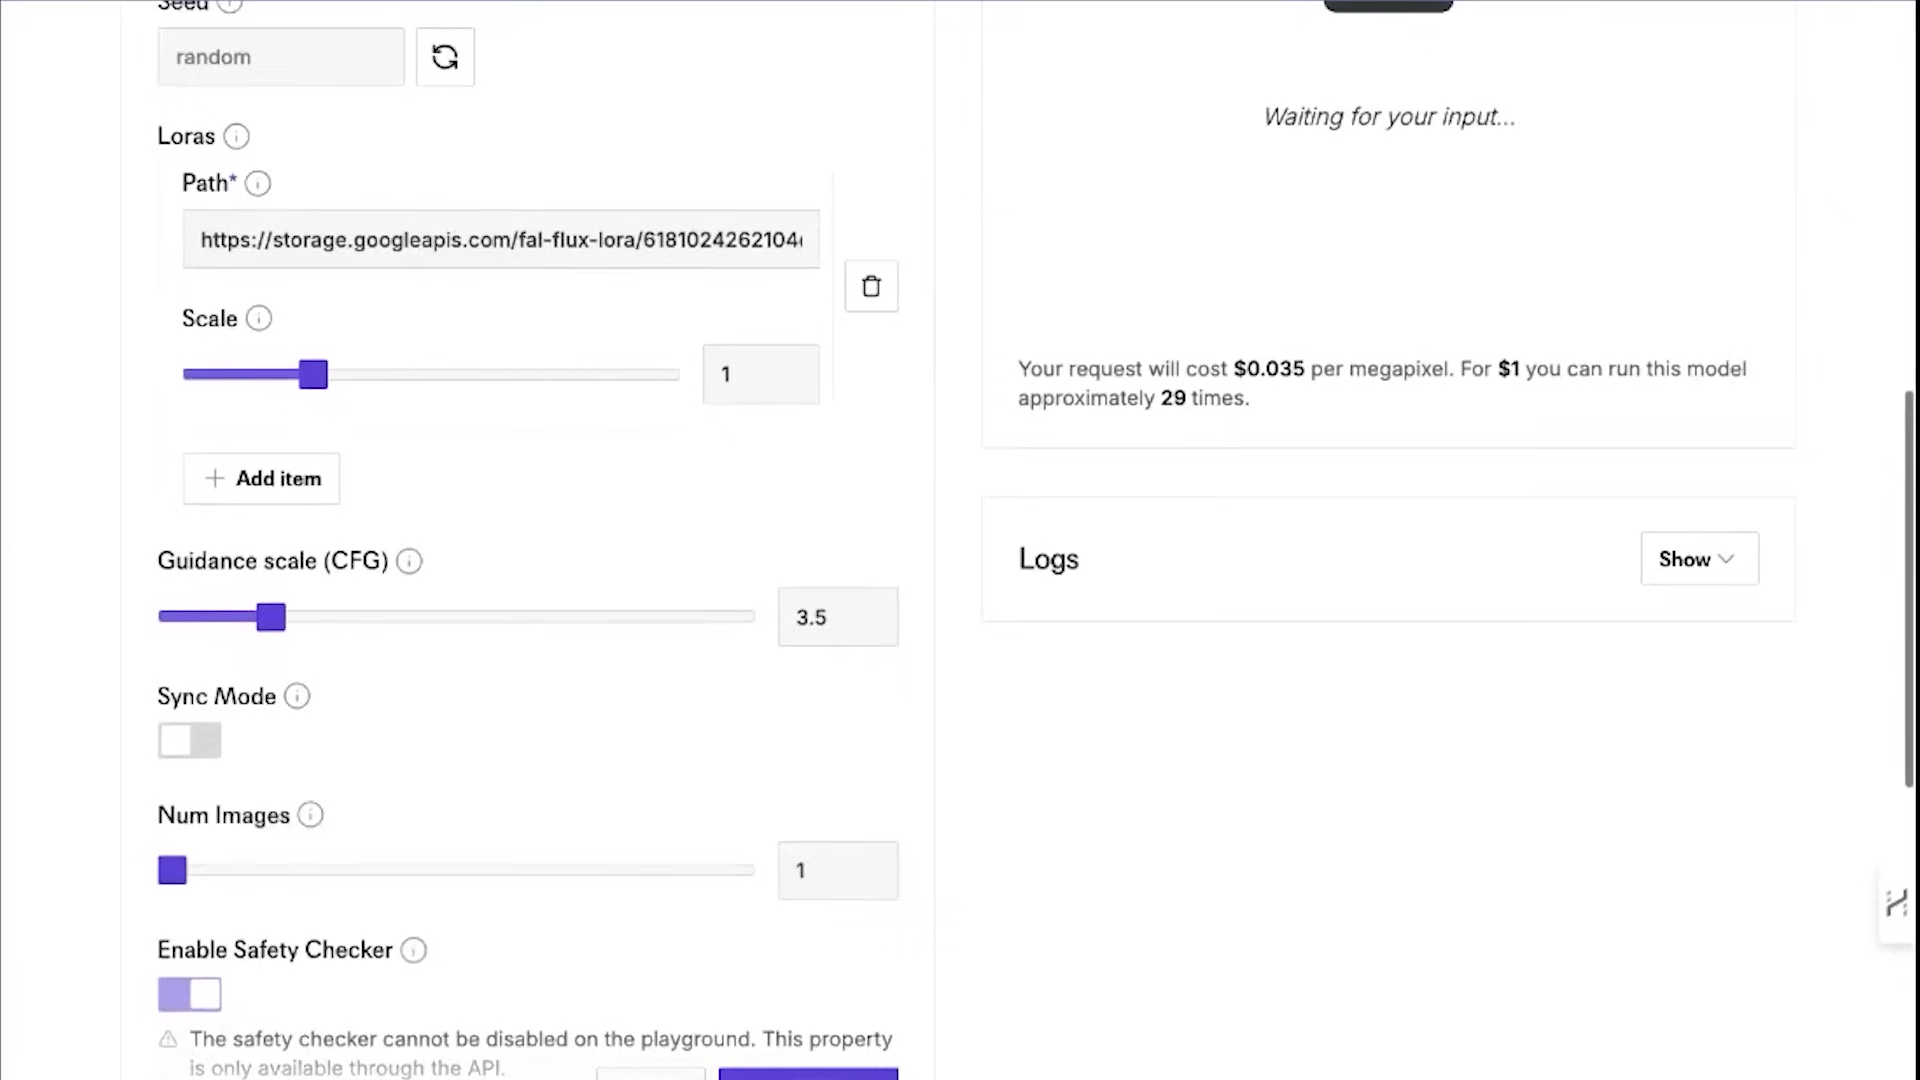 Seed
random
Loras
Path*
https://storage.googleapis.com/fal-flux-lora/6181024262104
Scale
1
Add item
Guidance scale (CFG)
3.5
Sync Mode
Num Images
1
Enable Safety Checker
The safety checker cannot be disabled on the playground. This property
is only available through the API.
Waiting for your input...
Your request will cost $0.035 per megapixel. For $1 you can run this model
approximately 29 times.
Logs
Show